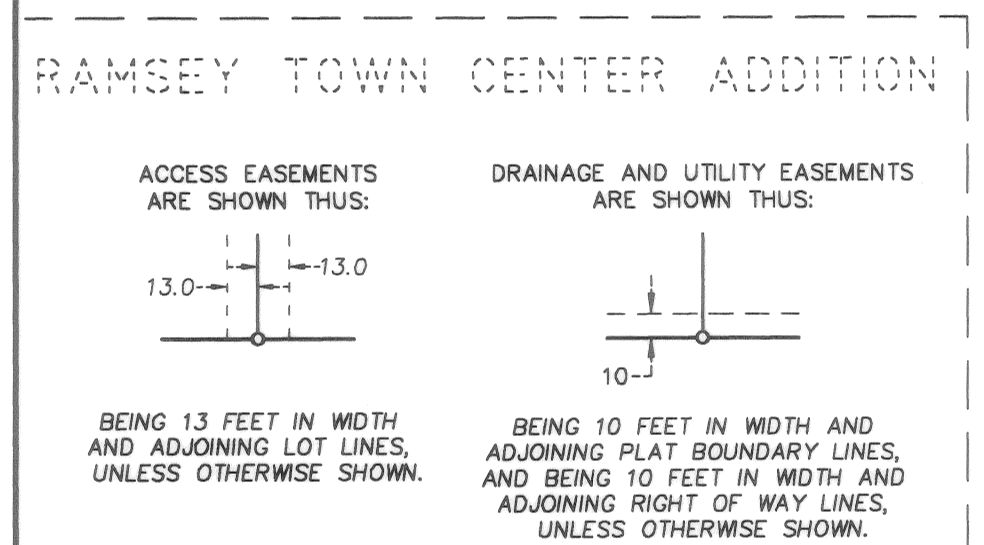 RAMSEY TOWN CENTER ADDITION
ACCESS EASEMENTS
ARE SHOWN THUS:
13.0
13.0
BEING 13 FEET IN WIDTH
AND ADJOINING LOT LINES,
UNLESS OTHERWISE SHOWN.
DRAINAGE AND UTILITY EASEMENTS
ARE SHOWN THUS:
10
BEING 10 FEET IN WIDTH AND
ADJOINING PLAT BOUNDARY LINES,
AND BEING 10 FEET IN WIDTH AND
ADJOINING RIGHT OF WAY LINES,
UNLESS OTHERWISE SHOWN.